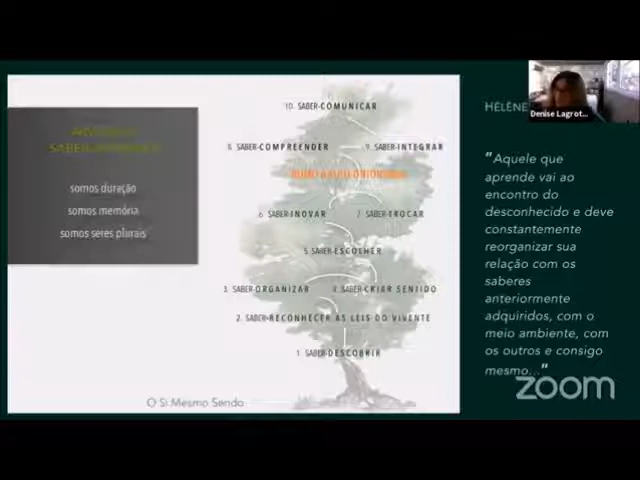 SABER-
somos duração
somos memória
somos seres plurais
10. SABER-COMUNICAR
8. SABER-COMPREENDER
9. SABER-INTEGRAR
6. SABER-INOVAR
7. SABER-TROCAR
5. SABER-ESCOLHER
3. SABER-ORGANIZAR
4. SABER-CRIAR SENTIDO
2. SABER-RECONHECER AS LEIS DO VIVENTE
1. SABER-DESCOBRIR
O Si Mesmo Sendo
Denise Lagrot...
HÉLÈNE
"Aquele que
aprende vai ao
encontro do
desconhecido e deve
constantemente
reorganizar sua
relação com os
saberes
anteriormente
adquiridos, com o
meio ambiente, com
os outros e consigo
mesmo..."
zoom